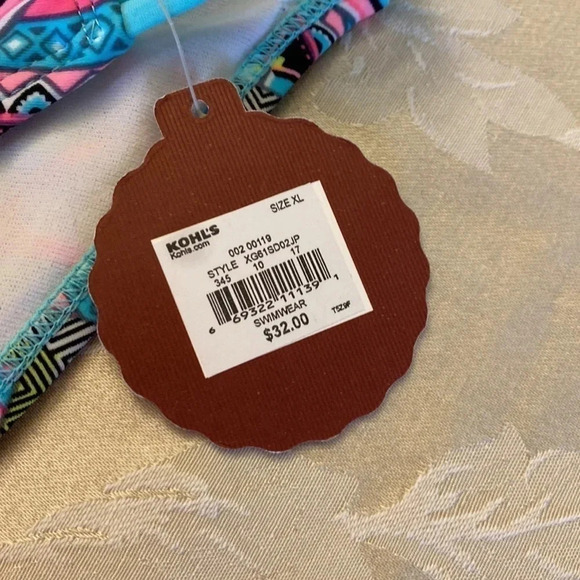 SIZE XL
KOHL'S
Kohls.com
002 00119
STYLE XG61SD02JP
345 10 17
6 69322 11139 1
SWIMWEAR T529F
$32.00